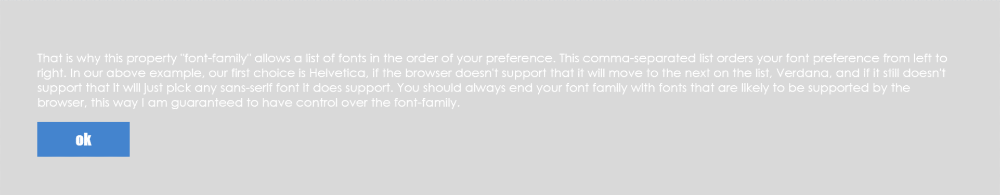 That is why this property "font-family" allows a list of fonts in the order of your preference. This comma-separated list orders your font preference from left to
right. In our above example, our first choice is Helvetica, if the browser doesn't support that it will move to the next on the list, Verdana, and if it still doesn't
support that it will just pick any sans-serif font it does support. You should always end your font family with fonts that are likely to be supported by the
browser, this way I am guaranteed to have control over the font-family.
ok